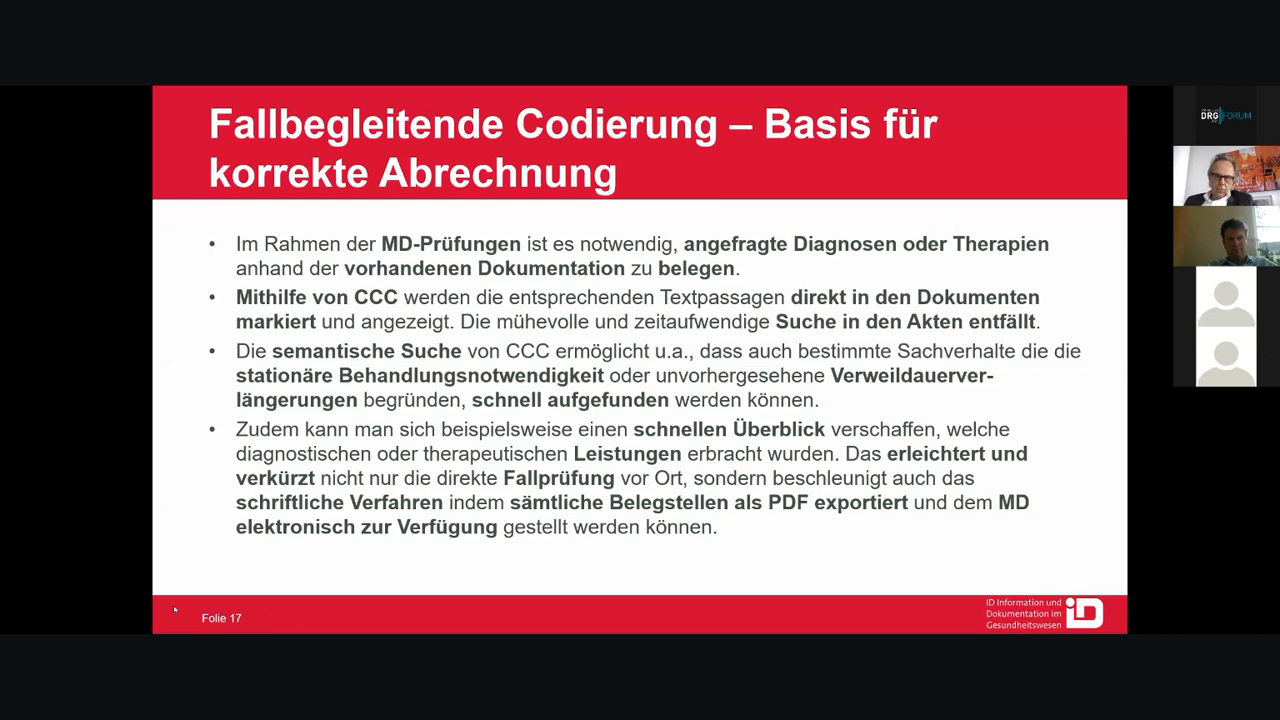 Fallbegleitende Codierung – Basis für
korrekte Abrechnung
• Im Rahmen der MD-Prüfungen ist es notwendig, angefragte Diagnosen oder Therapien
anhand der vorhandenen Dokumentation zu belegen.
• Mithilfe von CCC werden die entsprechenden Textpassagen direkt in den Dokumenten
markiert und angezeigt. Die mühevolle und zeitaufwendige Suche in den Akten entfällt.
• Die semantische Suche von CCC ermöglicht u.a., dass auch bestimmte Sachverhalte die die
stationäre Behandlungsnotwendigkeit oder unvorhergesehene Verweildauerver-
längerungen begründen, schnell aufgefunden werden können.
• Zudem kann man sich beispielsweise einen schnellen Überblick verschaffen, welche
diagnostischen oder therapeutischen Leistungen erbracht wurden. Das erleichtert und
verkürzt nicht nur die direkte Fallprüfung vor Ort, sondern beschleunigt auch das
schriftliche Verfahren indem sämtliche Belegstellen als PDF exportiert und dem MD
elektronisch zur Verfügung gestellt werden können.
Folie 17
ID Information und
Dokumentation im
Gesundheitswesen
iD
DRG FORUM